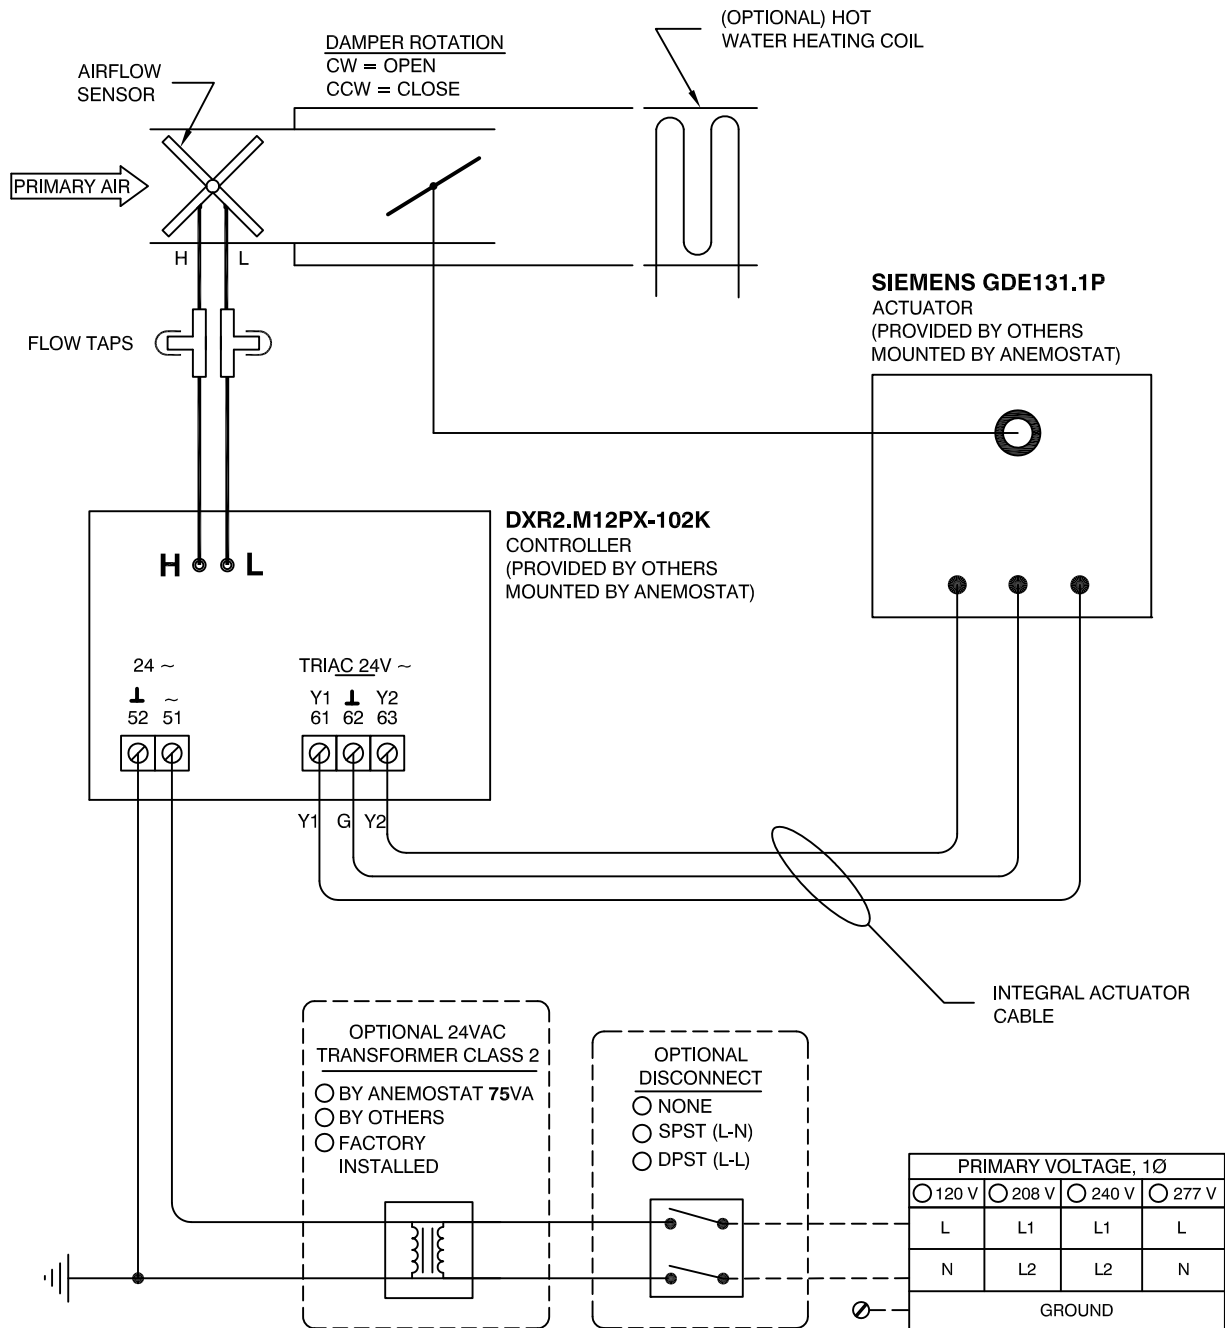 (OPTIONAL) HOT
WATER HEATING COIL
DAMPER ROTATION
CW = OPEN
CCW = CLOSE
AIRFLOW
SENSOR
PRIMARY AIR
H L
FLOW TAPS
SIEMENS GDE131.1P
ACTUATOR
(PROVIDED BY OTHERS
MOUNTED BY ANEMOSTAT)
DXR2.M12PX-102K
CONTROLLER
(PROVIDED BY OTHERS
MOUNTED BY ANEMOSTAT)
H L
24 ~
~
52 51
TRIAC 24V ~
Y1 Y2
61 62 63
Y1 G Y2
INTEGRAL ACTUATOR
CABLE
OPTIONAL 24VAC
TRANSFORMER CLASS 2
BY ANEMOSTAT 75VA
BY OTHERS
FACTORY
INSTALLED
OPTIONAL
DISCONNECT
NONE
SPST (L-N)
DPST (L-L)
PRIMARY VOLTAGE, 1Ø
120 V 208 V 240 V 277 V
L L1 L1 L
N L2 L2 N
GROUND